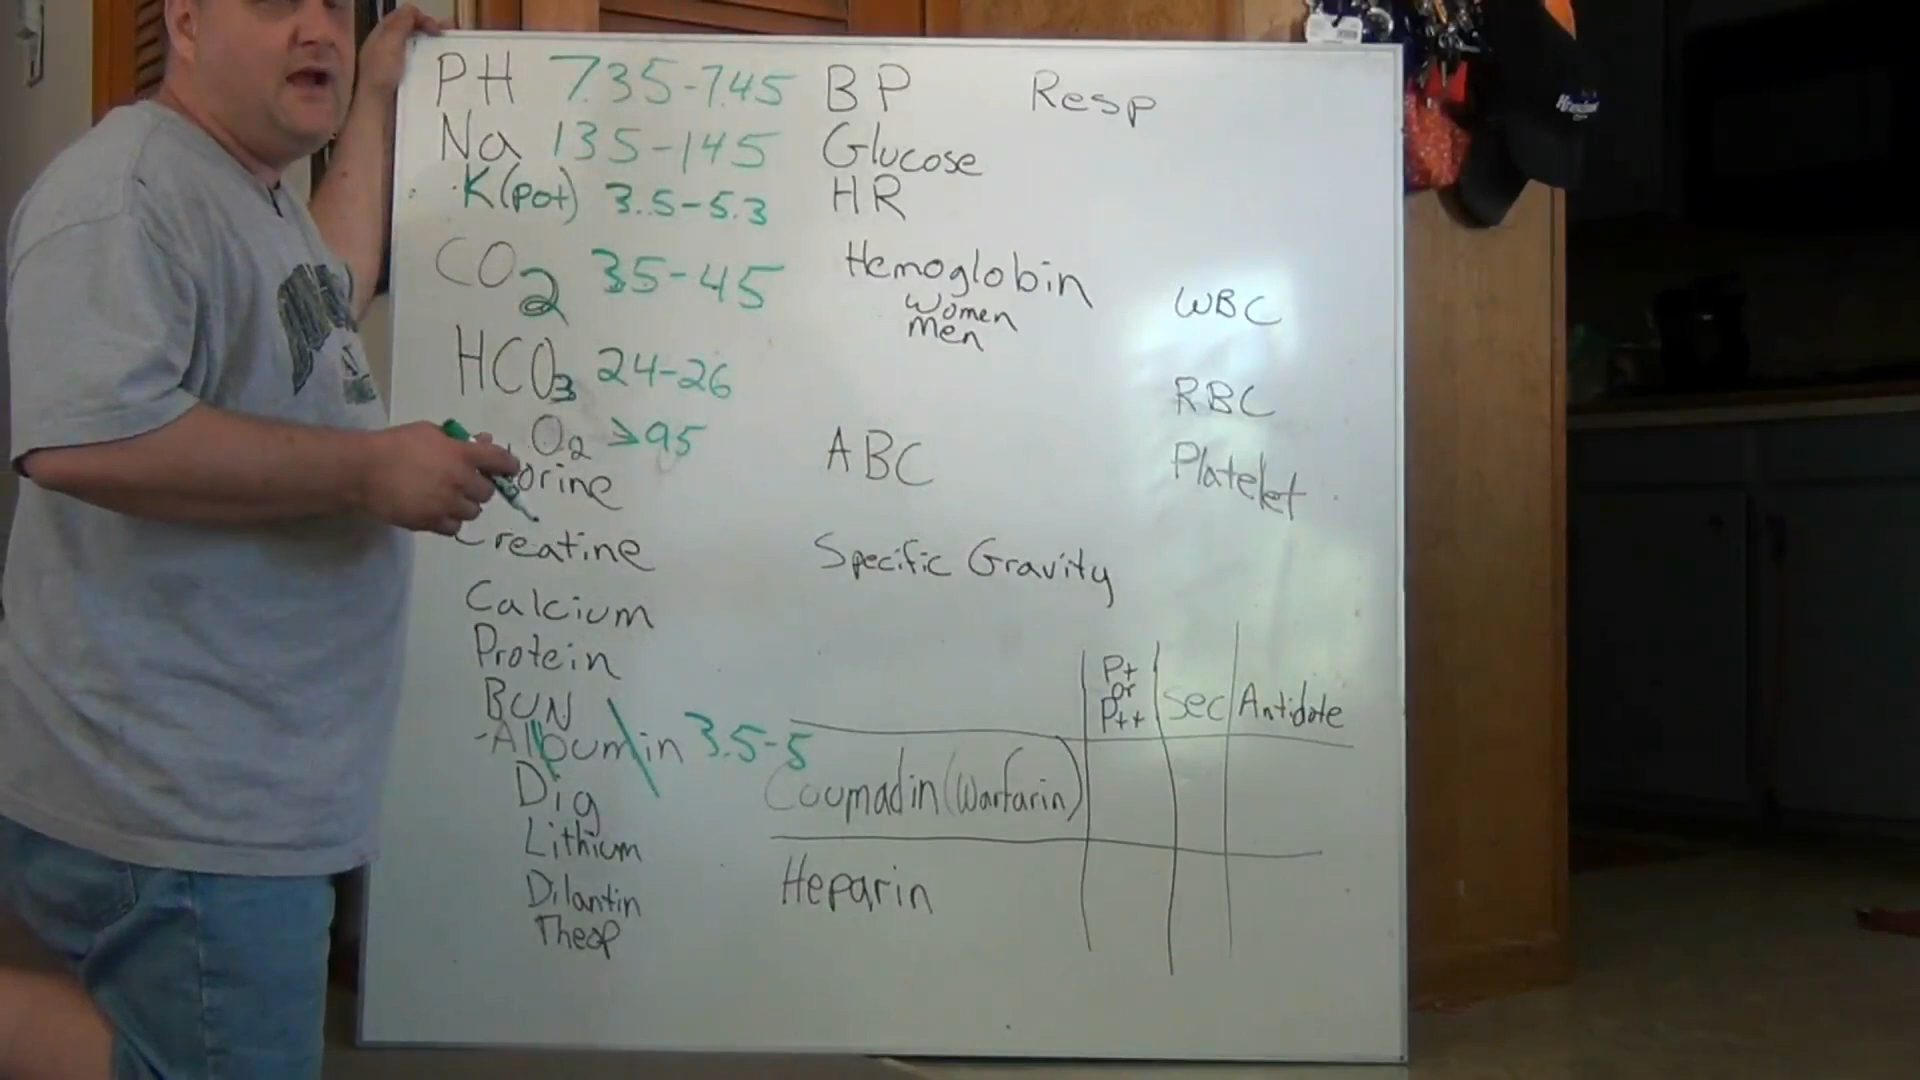 PH 7.35-7.45
Na 135-145
K(pot) 3.5-5.3
CO2 35-45
HCO3 24-26
O2 >95
orine
Creatine
Calcium
Protein
BUN
-Albumin 3.5-5
Dig
Lithium
Dilantin
Theop
BP
Glucose
HR
Hemoglobin
Women
Men
ABC
Specific Gravity
Resp
WBC
RBC
Platelet
P+
or
P++
Sec
Antidote
Coumadin (Warfarin)
Heparin